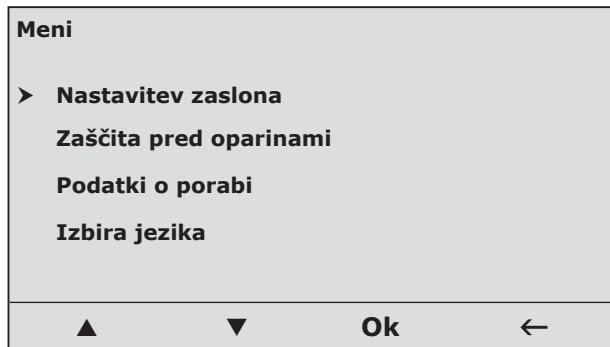 Meni
➤ Nastavitev zaslona
Zaščita pred oparinami
Podatki o porabi
Izbira jezika
▲ ▼ Ok ←